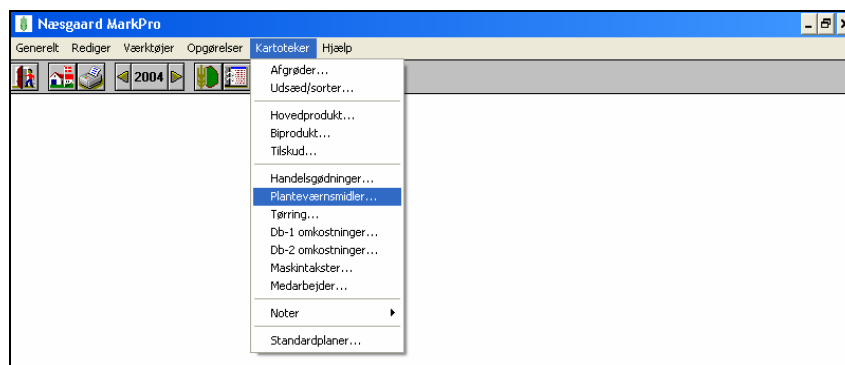 Næsgaard MarkPro
Generelt Rediger Værktøjer Opgørelser Kartoteker Hjælp
2004
Afgrøder...
Udsæd/sorter...
Hovedprodukt...
Biprodukt...
Tilskud...
Handelsgødninger...
Planteværnsmidler...
Tørring...
Db-1 omkostninger...
Db-2 omkostninger...
Maskintakster...
Medarbejder...
Noter
Standardplaner...